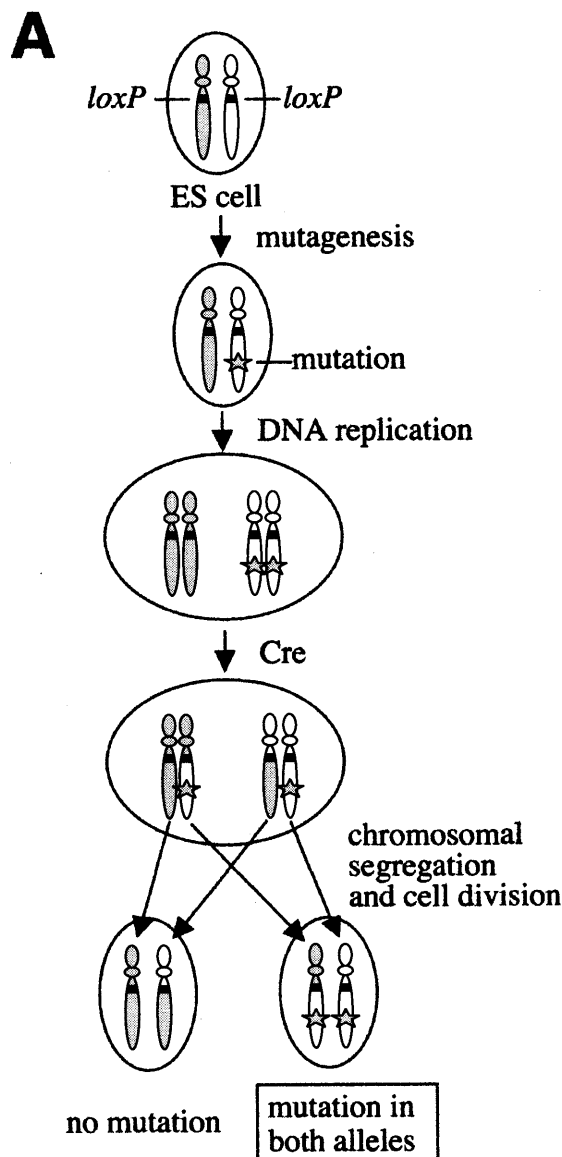 A
loxP loxP
ES cell
mutagenesis
mutation
DNA replication
Cre
chromosomal
segregation
and cell division
no mutation
mutation in
both alleles